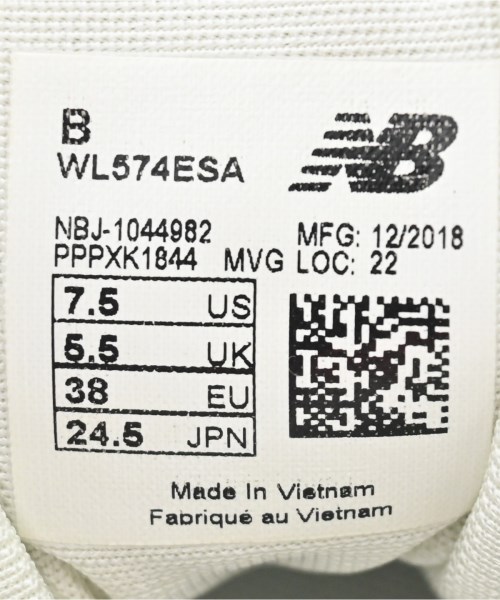 B
WL574ESA
NB
NBJ-1044982 MFG: 12/2018
PPPXK1844 MVG LOC: 22
7.5 US
5.5 UK
38 EU
24.5 JPN
Made In Vietnam
Fabriqué au Vietnam